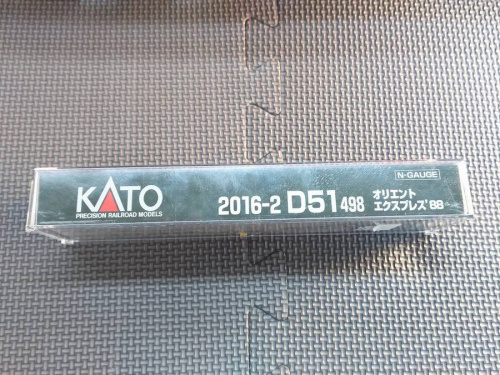 KATO
PRECISION RAILROAD MODELS
2016-2 D51 498
オリエント
エクスプレス'88
N-GAUGE